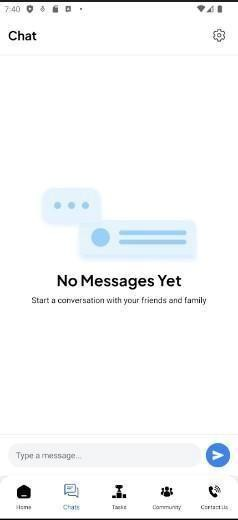 7:40
Chat
No Messages Yet
Start a conversation with your friends and family
Type a message...
Home Chats Tasks Community Contact Us